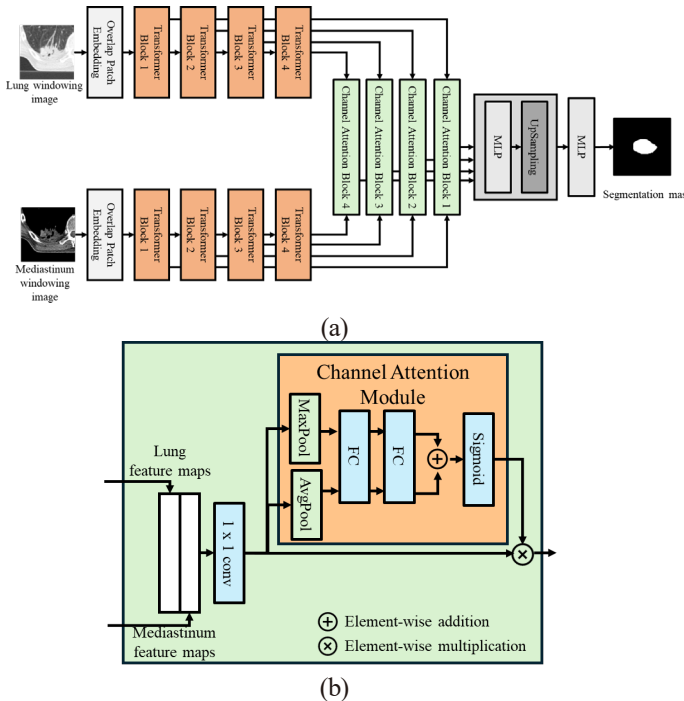 Lung windowing
image
Overlap Patch
Embedding
Transformer
Block 1
Transformer
Block 2
Transformer
Block 3
Transformer
Block 4
Channel Attention
Block 4
Channel Attention
Block 3
Channel Attention
Block 2
Channel Attention
Block 1
MLP
UpSampling
MLP
Segmentation mas
Mediastinum
windowing
image
Overlap Patch
Embedding
Transformer
Block 1
Transformer
Block 2
Transformer
Block 3
Transformer
Block 4
(a)
Channel Attention
Module
Lung
feature maps
Mediastinum
feature maps
1 x 1 conv
MaxPool
AvgPool
FC
FC
Sigmoid
Element-wise addition
Element-wise multiplication
(b)